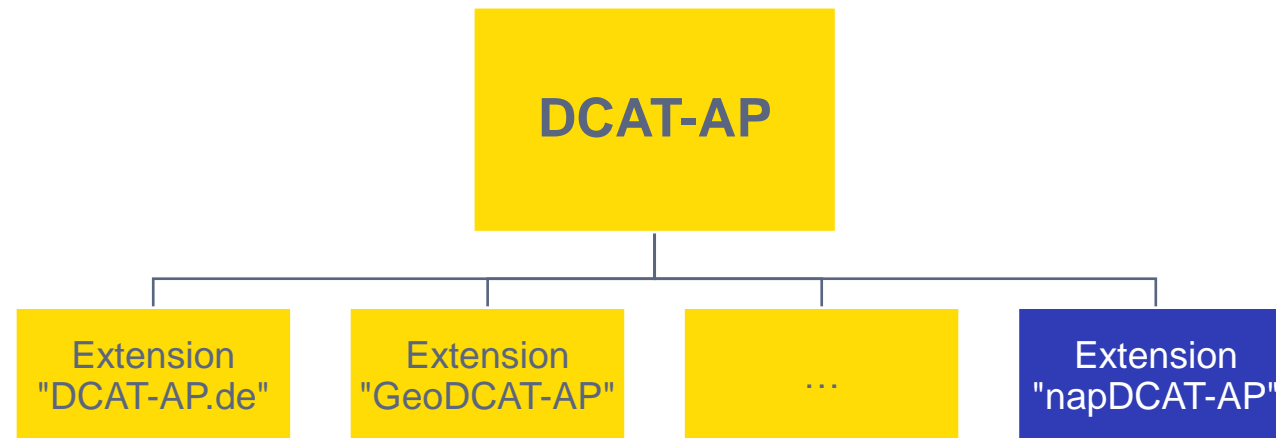 DCAT-AP
Extension
"DCAT-AP.de"
Extension
"GeoDCAT-AP"
...
Extension
"napDCAT-AP"